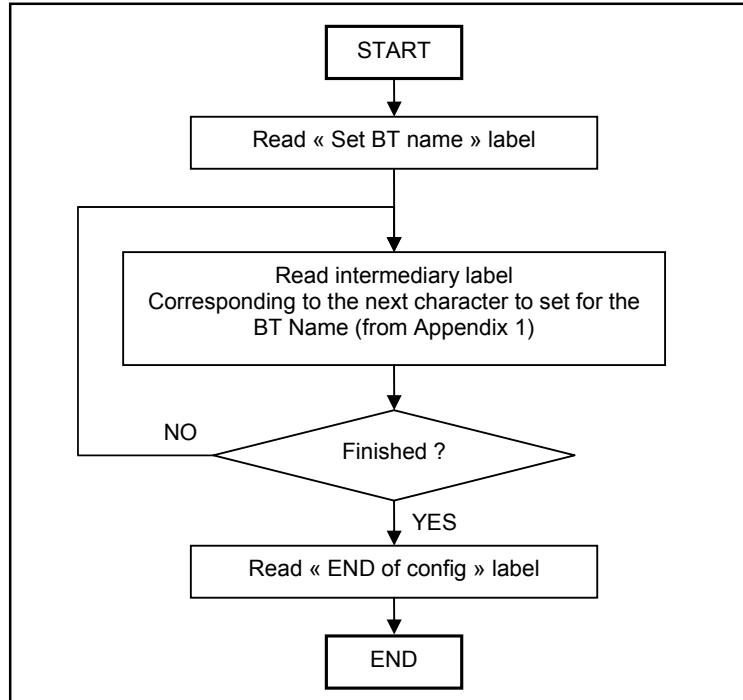 START
Read « Set BT name » label
Read intermediary label
Corresponding to the next character to set for the
BT Name (from Appendix 1)
NO
Finished ?
YES
Read « END of config » label
END